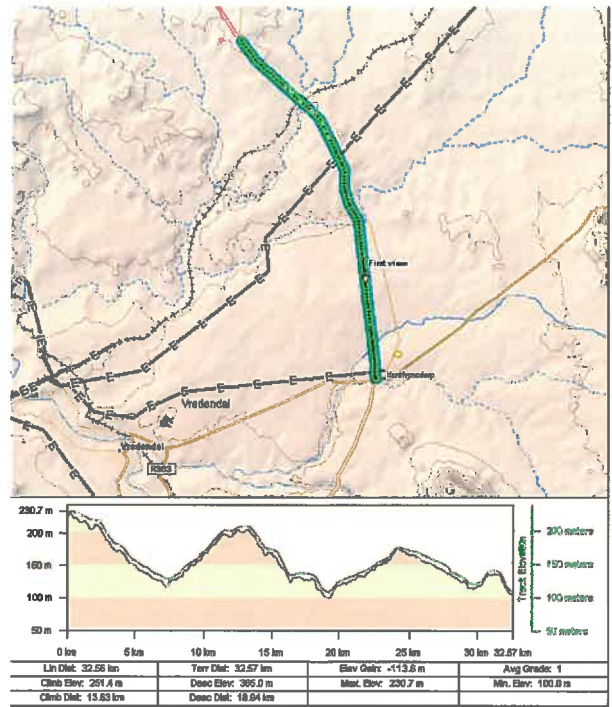 First view
Vanrhynsdorp
Vredendal
Vredendal
R363
230.7 m
200 m
150 m
100 m
50 m
0 km 5 km 10 km 15 km 20 km 25 km 30 km 32.57 km
Track Elevation
200 meters
150 meters
100 meters
50 meters
Lin Dist: 32.56 km Terr Dist: 32.57 km Elev Gain: -113.6 m Avg Grade: 1
Climb Elev: 251.4 m Desc Elev: 365.0 m Max. Elev: 230.7 m Min. Elev: 100.0 m
Climb Dist: 13.63 km Desc Dist: 18.94 km